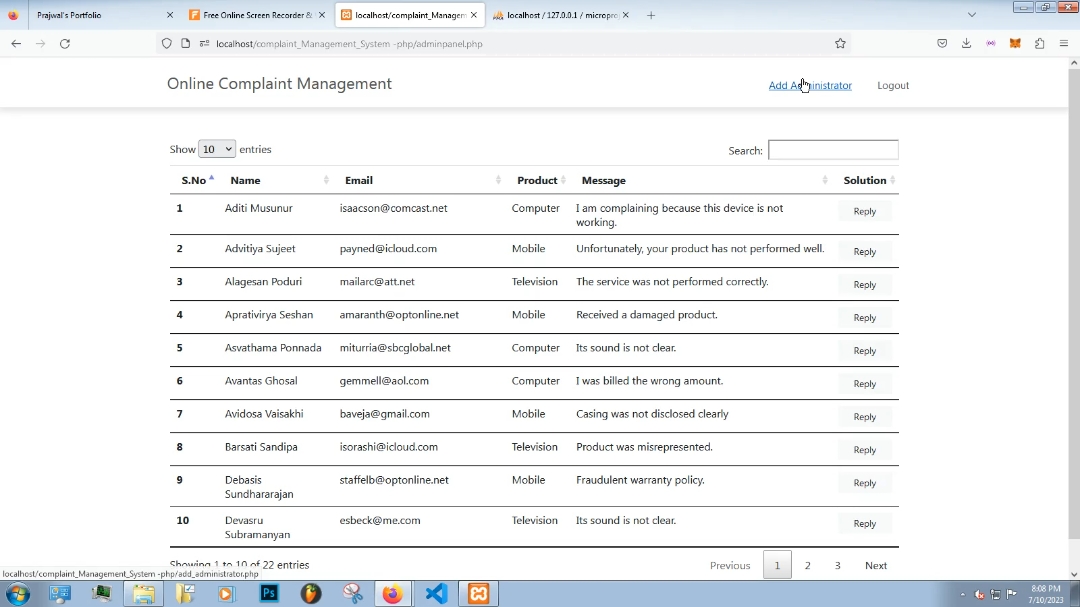 Prajwal's Portfolio
Free Online Screen Recorder &
localhost/complaint_Managem
localhost / 127.0.0.1 / micropro
localhost/complaint_Management_System -php/adminpanel.php
Online Complaint Management
Add Administrator
Logout
Show 10 entries
Search:
S.No Name Email Product Message Solution
1 Aditi Musunur isaacson@comcast.net Computer I am complaining because this device is not working. Reply
2 Advitiya Sujeet payned@icloud.com Mobile Unfortunately, your product has not performed well. Reply
3 Alagesan Poduri mailarc@att.net Television The service was not performed correctly. Reply
4 Aprativirya Seshan amaranth@optonline.net Mobile Received a damaged product. Reply
5 Asvathama Ponnada miturria@sbcglobal.net Computer Its sound is not clear. Reply
6 Avantas Ghosal gemmell@aol.com Computer I was billed the wrong amount. Reply
7 Avidosa Vaisakhi baveja@gmail.com Mobile Casing was not disclosed clearly Reply
8 Barsati Sandipa isorashi@icloud.com Television Product was misrepresented. Reply
9 Debasis Sundhararajan staffelb@optonline.net Mobile Fraudulent warranty policy. Reply
10 Devasru Subramanyan esbeck@me.com Television Its sound is not clear. Reply
Showing 1 to 10 of 22 entries
Previous 1 2 3 Next
localhost/complaint_Management_System -php/add_administrator.php
Ps
8:08 PM
7/10/2023